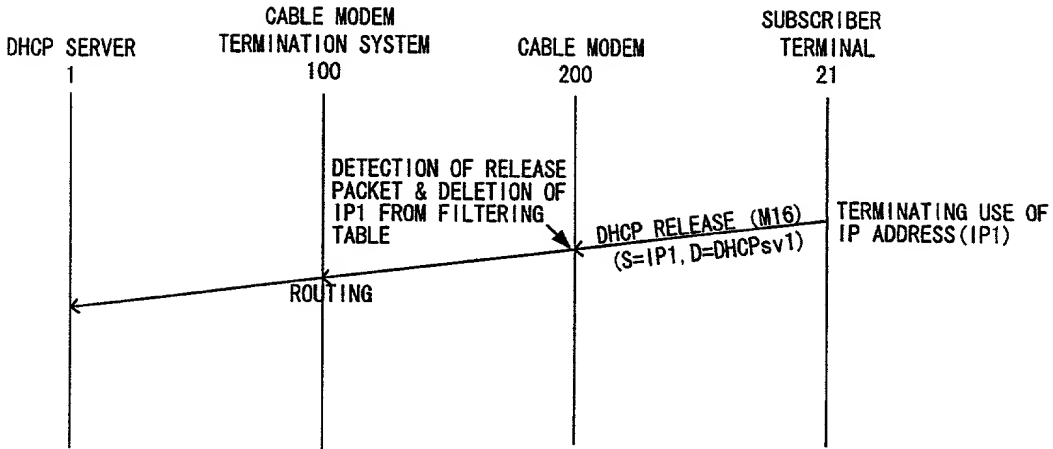 DHCP SERVER
1
CABLE MODEM
TERMINATION SYSTEM
100
CABLE MODEM
200
SUBSCRIBER
TERMINAL
21
DETECTION OF RELEASE
PACKET & DELETION OF
IP1 FROM FILTERING
TABLE
DHCP RELEASE (M16)
(S=IP1, D=DHCPsv1)
TERMINATING USE OF
IP ADDRESS(IP1)
ROUTING